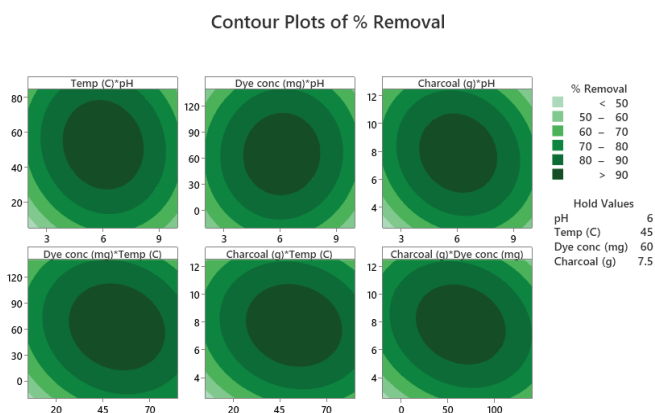 Contour Plots of % Removal
Temp (C)*pH
Dye conc (mg)*pH
Charcoal (g)*pH
80
60
40
20
3 6 9
120
90
60
30
0
3 6 9
12
10
8
6
4
3 6 9
Dye conc (mg)*Temp (C)
Charcoal (g)*Temp (C)
Charcoal (g)*Dye conc (mg)
120
90
60
30
0
20 45 70
12
10
8
6
4
20 45 70
12
10
8
6
4
0 50 100
% Removal
< 50
50 – 60
60 – 70
70 – 80
80 – 90
> 90
Hold Values
pH 6
Temp (C) 45
Dye conc (mg) 60
Charcoal (g) 7.5